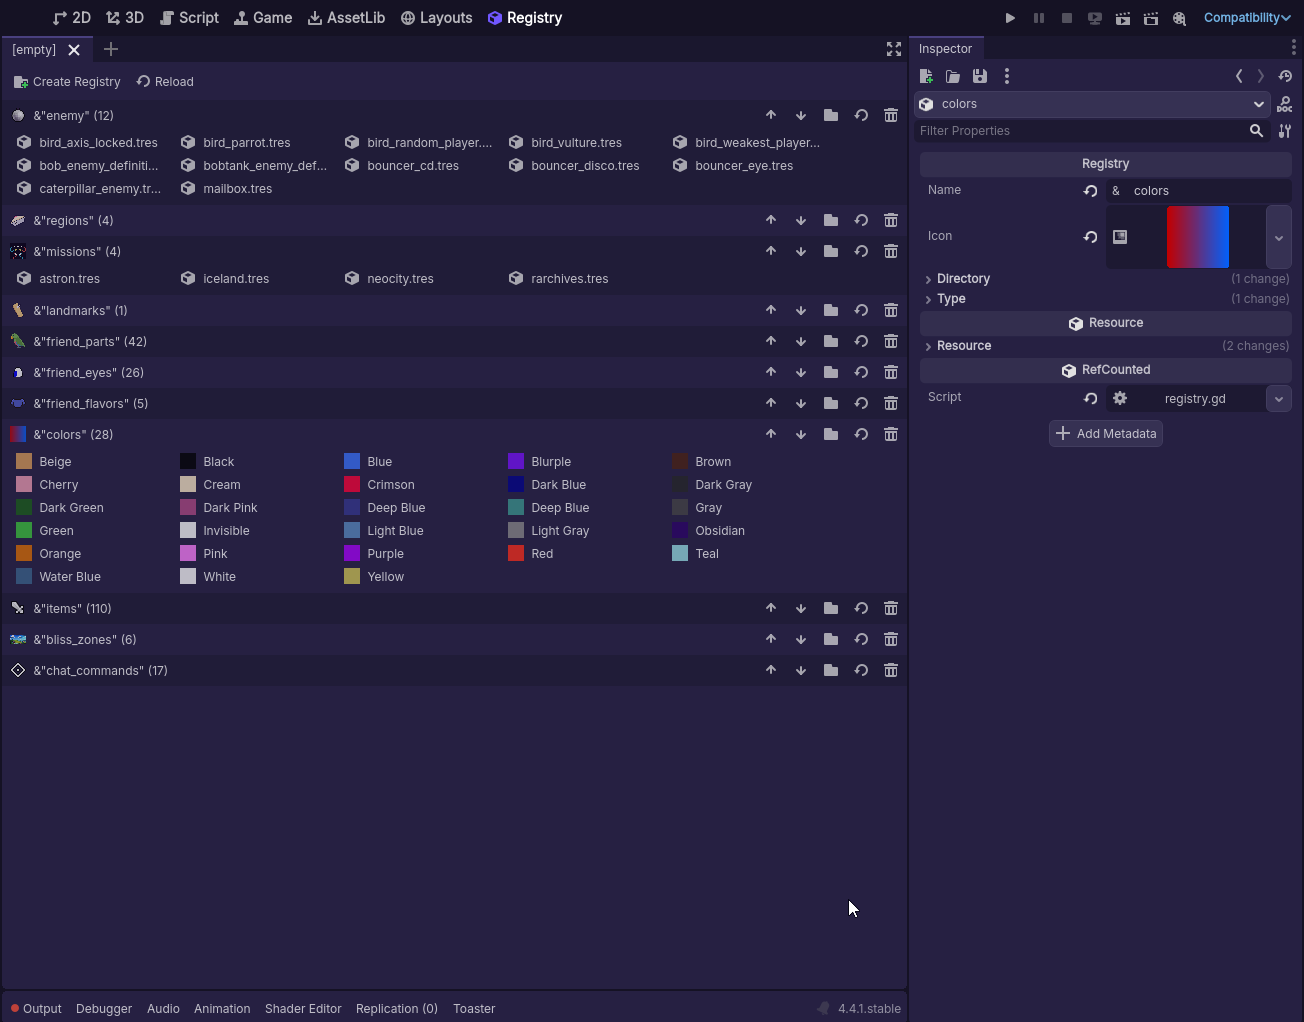 2D 3D Script Game AssetLib Layouts Registry Compatibility
[empty]
Create Registry Reload
&"enemy" (12)
bird_axis_locked.tres bird_parrot.tres bird_random_player.... bird_vulture.tres bird_weakest_player...
bob_enemy_definiti... bobtank_enemy_def... bouncer_cd.tres bouncer_disco.tres bouncer_eye.tres
caterpillar_enemy.tr... mailbox.tres
&"regions" (4)
&"missions" (4)
astron.tres iceland.tres neocity.tres rarchives.tres
&"landmarks" (1)
&"friend_parts" (42)
&"friend_eyes" (26)
&"friend_flavors" (5)
&"colors" (28)
Beige Black Blue Blurple Brown
Cherry Cream Crimson Dark Blue Dark Gray
Dark Green Dark Pink Deep Blue Deep Blue Gray
Green Invisible Light Blue Light Gray Obsidian
Orange Pink Purple Red Teal
Water Blue White Yellow
&"items" (110)
&"bliss_zones" (6)
&"chat_commands" (17)
Inspector
colors
Filter Properties
Registry
Name & colors
Icon
Directory (1 change)
Type (1 change)
Resource
Resource (2 changes)
RefCounted
Script registry.gd
Add Metadata
Output Debugger Audio Animation Shader Editor Replication (0) Toaster 4.4.1.stable